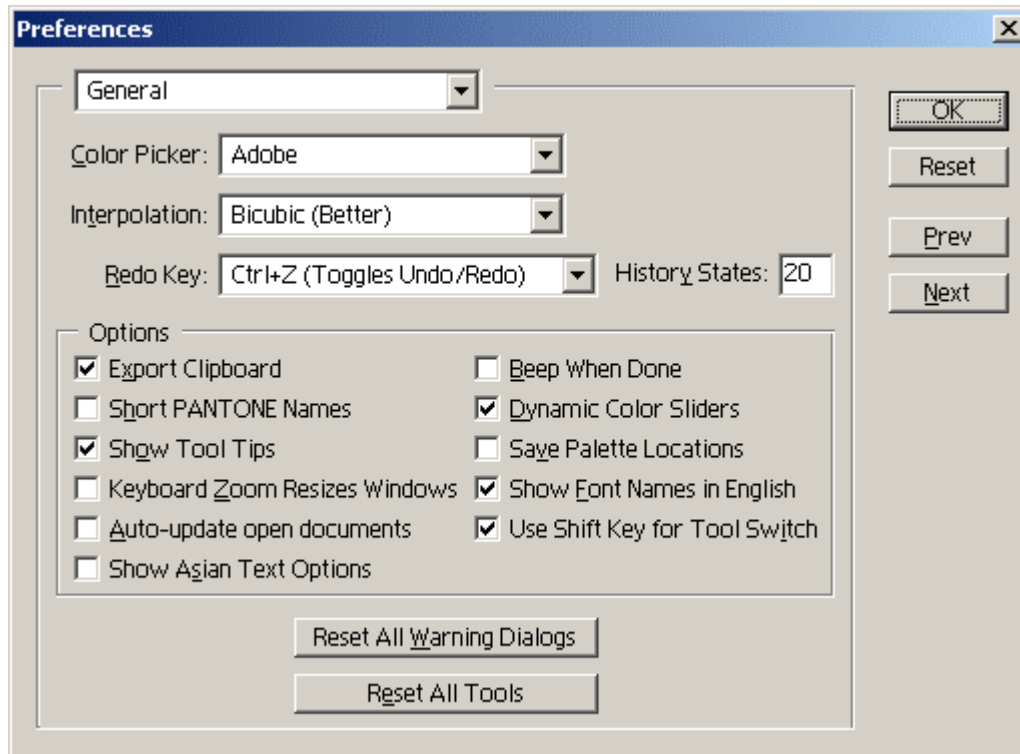 Preferences
General
OK
Color Picker: Adobe
Reset
Interpolation: Bicubic (Better)
Prev
Redo Key: Ctrl+Z (Toggles Undo/Redo) History States: 20
Next
Options
Export Clipboard
Beep When Done
Short PANTONE Names
Dynamic Color Sliders
Show Tool Tips
Save Palette Locations
Keyboard Zoom Resizes Windows
Show Font Names in English
Auto-update open documents
Use Shift Key for Tool Switch
Show Asian Text Options
Reset All Warning Dialogs
Reset All Tools